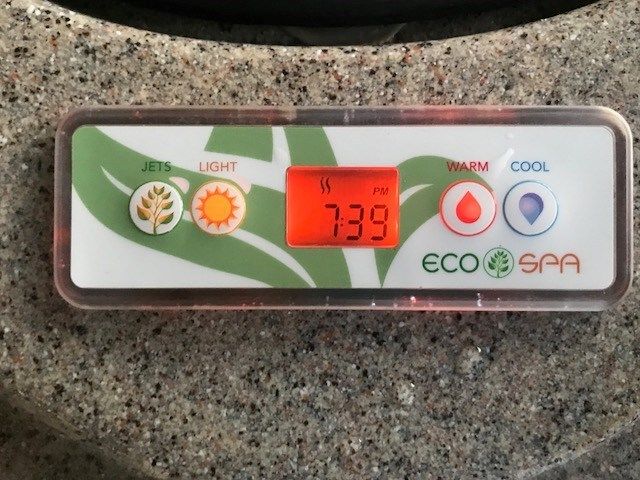 JETS LIGHT
PM
7:39
WARM COOL
ECO SPA